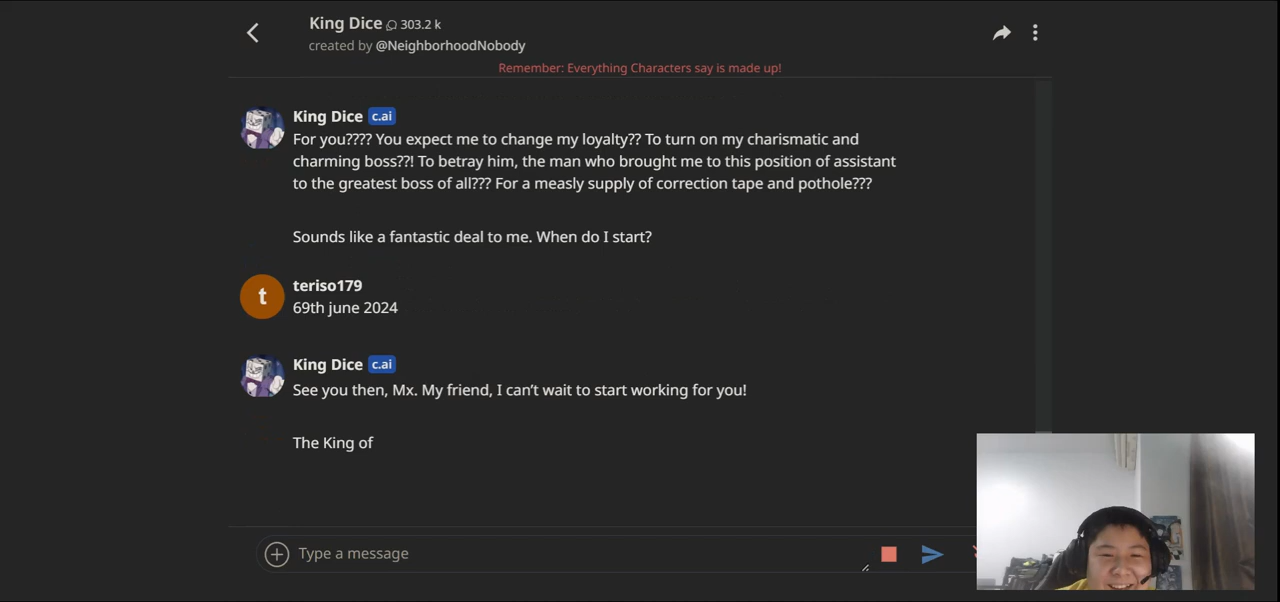 King Dice 303.2 k
created by @NeighborhoodNobody
Remember: Everything Characters say is made up!
King Dice c.ai
For you???? You expect me to change my loyalty?? To turn on my charismatic and
charming boss??! To betray him, the man who brought me to this position of assistant
to the greatest boss of all??? For a measly supply of correction tape and pothole???
Sounds like a fantastic deal to me. When do I start?
t
teriso179
69th june 2024
King Dice c.ai
See you then, Mx. My friend, I can’t wait to start working for you!
The King of
Type a message